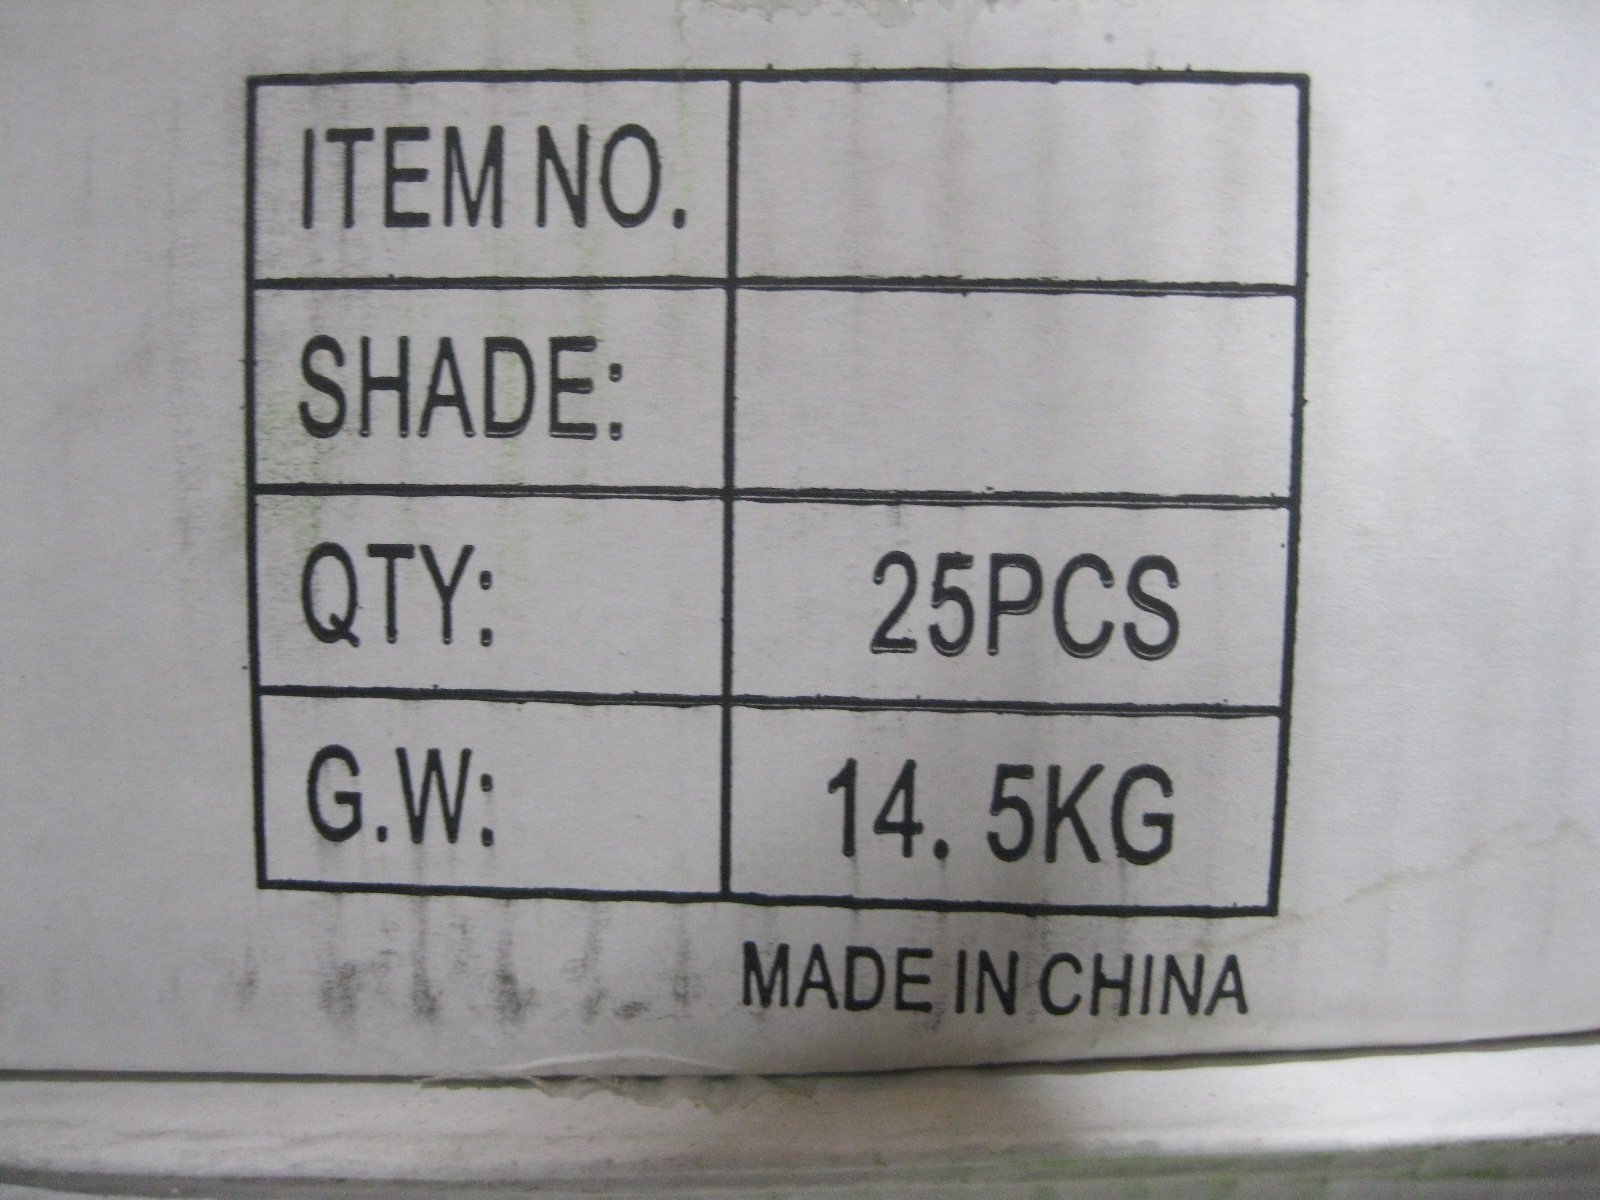 ITEM NO.
SHADE:
QTY: 25PCS
G.W: 14. 5KG
MADE IN CHINA